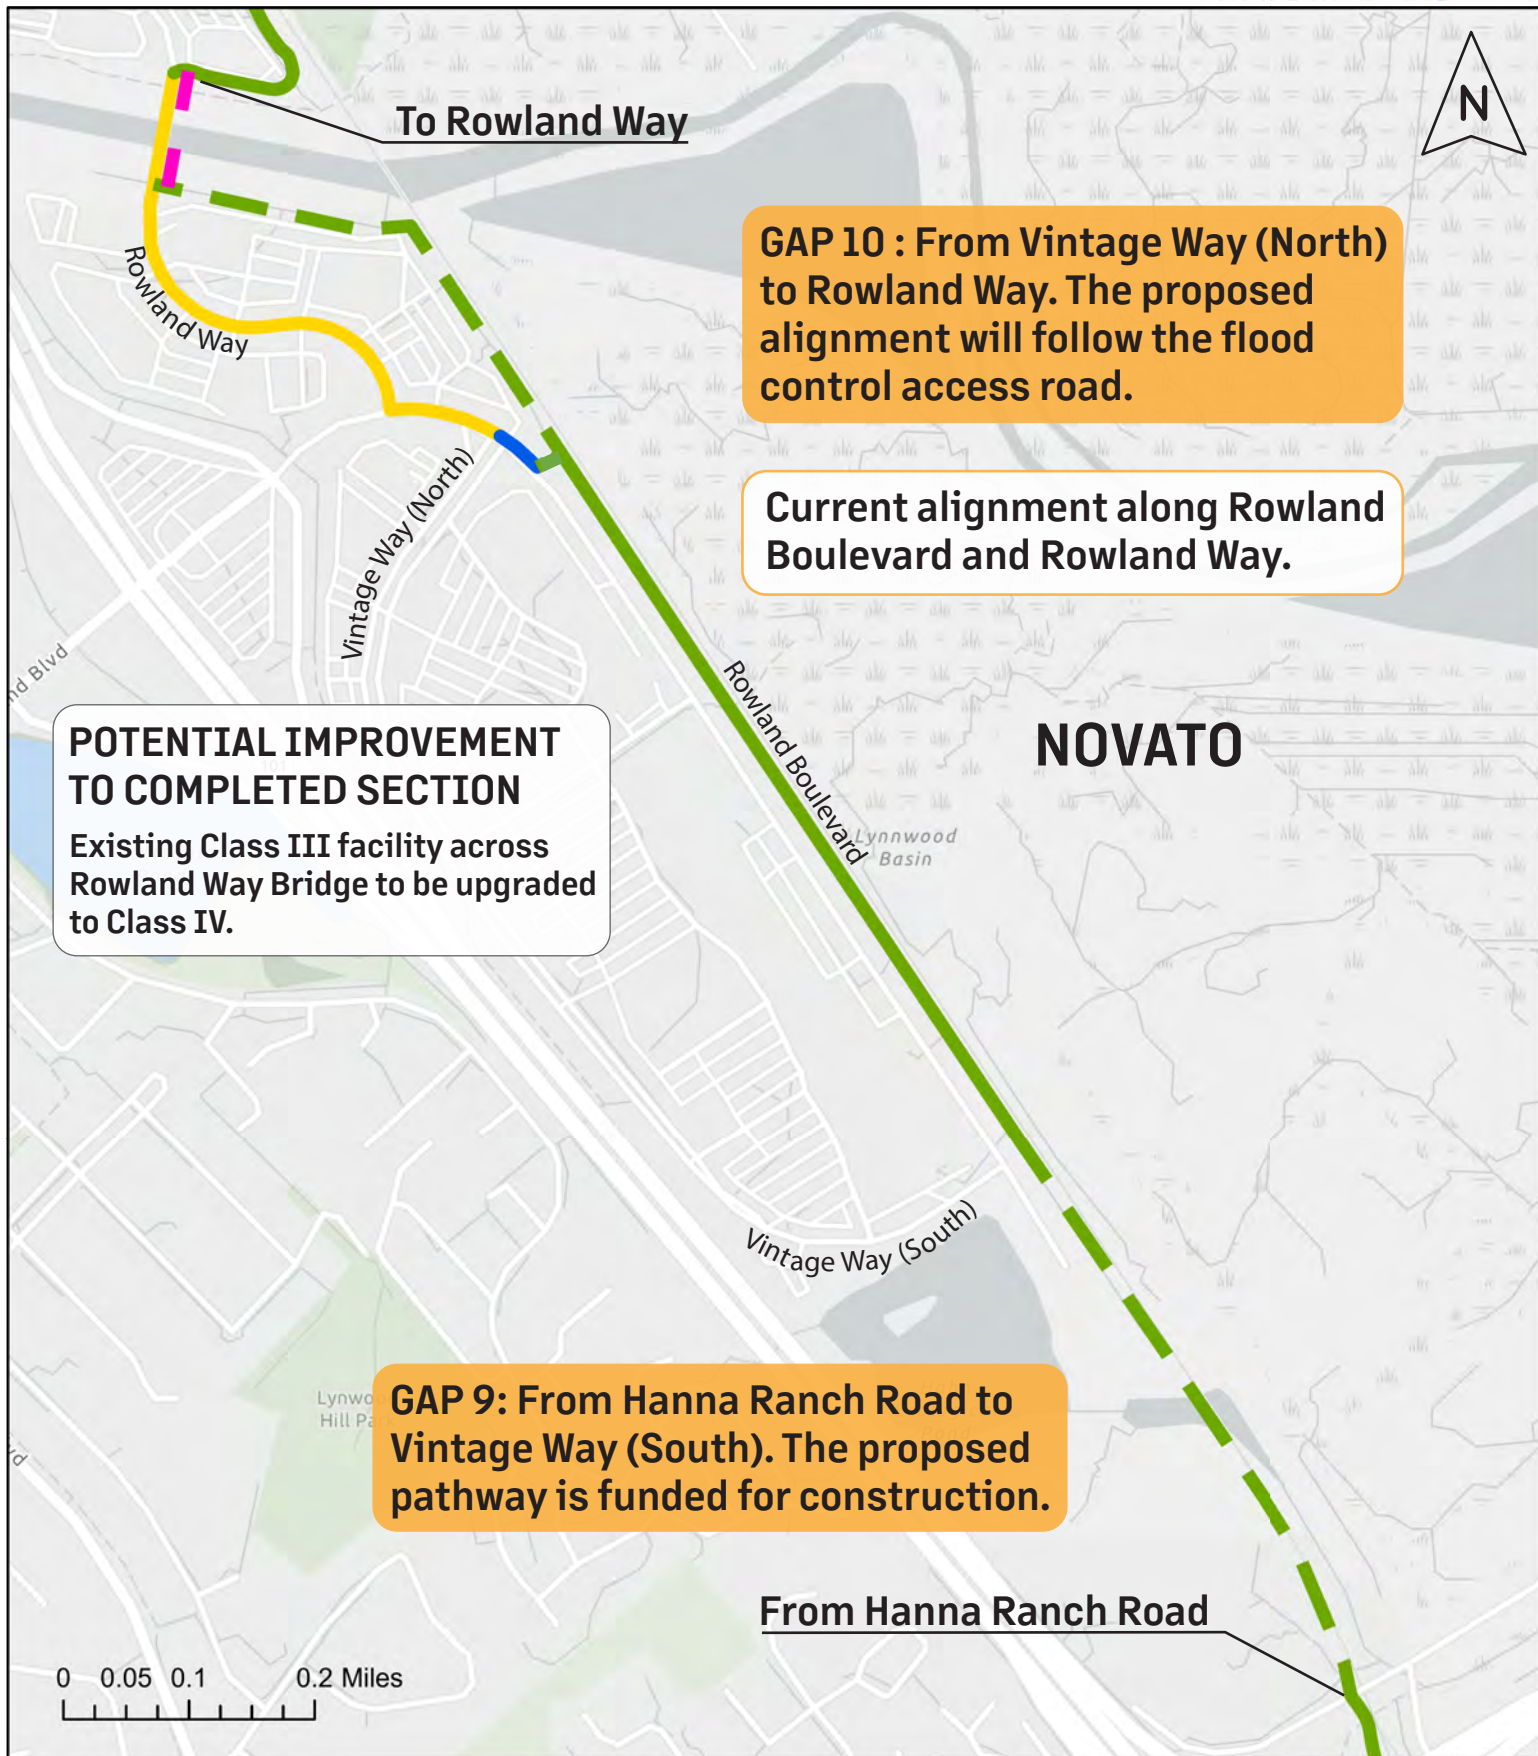 To Rowland Way
N
GAP 10 : From Vintage Way (North)
to Rowland Way. The proposed
alignment will follow the flood
control access road.
Rowland Way
Current alignment along Rowland
Boulevard and Rowland Way.
Vintage Way (North)
Blvd
Rowland Boulevard
NOVATO
POTENTIAL IMPROVEMENT
TO COMPLETED SECTION
101
Existing Class III facility across
Rowland Way Bridge to be upgraded
to Class IV.
Lynnwood
Basin
Vintage Way (South)
GAP 9: From Hanna Ranch Road to
Vintage Way (South). The proposed
pathway is funded for construction.
Hill
From Hanna Ranch Road
0 0.05 0.1 0.2 Miles